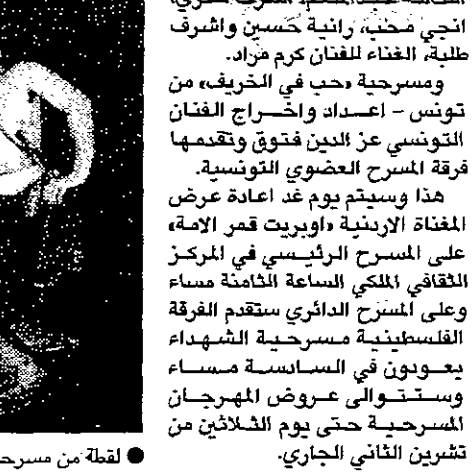 انجي محب، رانية حسين واشرف
طلبة، الغناء للفنان كرم مراد.
ومسرحية «حب في الخريف» من
تونس – اعداد واخراج الفنان
التونسي عز الدين فتوق وتقدمها
فرقة المسرح العضوي التونسية.
هذا وسيتم يوم غد اعادة عرض
المغناة الاردنية «اوبريت قمر الامة»
على المسرح الرئيسي في المركز
الثقافي الملكي الساعة الثامنة مساء
وعلى المسرح الدائري ستقدم الفرقة
الفلسطينية مسرحية الشهداء
يعودون في السادسة مساء
وستتوالى عروض المهرجان
المسرحية حتى يوم الثلاثين من
تشرين الثاني الجاري.
● لقطة من مسرح